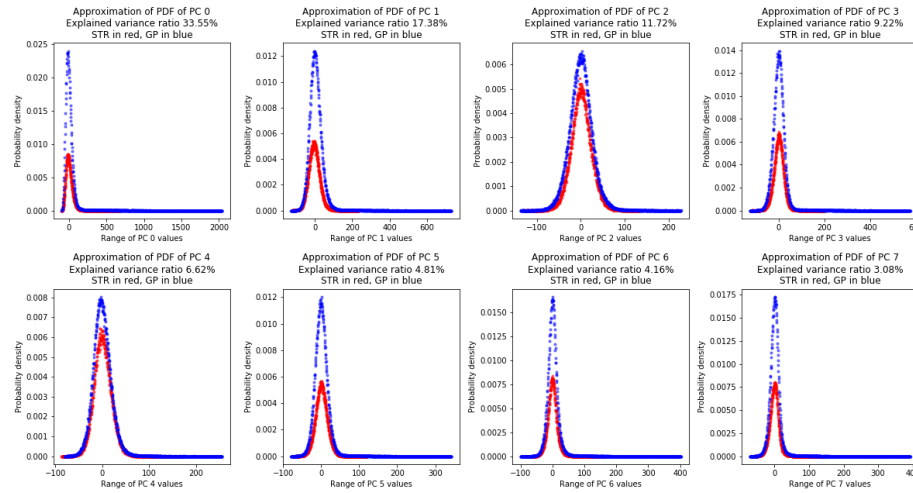 Approximation of PDF of PC 0
Explained variance ratio 33.55%
STR in red, GP in blue
Probability density
0.025
0.020
0.015
0.010
0.005
0.000
0
500
1000
1500
2000
Range of PC 0 values
Approximation of PDF of PC 1
Explained variance ratio 17.38%
STR in red, GP in blue
Probability density
0.012
0.010
0.008
0.006
0.004
0.002
0.000
0
200
400
600
Range of PC 1 values
Approximation of PDF of PC 2
Explained variance ratio 11.72%
STR in red, GP in blue
Probability density
0.006
0.005
0.004
0.003
0.002
0.001
0.000
−100
0
100
200
Range of PC 2 values
Approximation of PDF of PC 3
Explained variance ratio 9.22%
STR in red, GP in blue
Probability density
0.014
0.012
0.010
0.008
0.006
0.004
0.002
0.000
0
200
400
Range of PC 3 values
Approximation of PDF of PC 4
Explained variance ratio 6.62%
STR in red, GP in blue
Probability density
0.008
0.007
0.006
0.005
0.004
0.003
0.002
0.001
0.000
−100
0
100
200
Range of PC 4 values
Approximation of PDF of PC 5
Explained variance ratio 4.81%
STR in red, GP in blue
Probability density
0.012
0.010
0.008
0.006
0.004
0.002
0.000
−100
0
100
200
300
Range of PC 5 values
Approximation of PDF of PC 6
Explained variance ratio 4.16%
STR in red, GP in blue
Probability density
0.0150
0.0125
0.0100
0.0075
0.0050
0.0025
0.0000
−100
0
100
200
300
400
Range of PC 6 values
Approximation of PDF of PC 7
Explained variance ratio 3.08%
STR in red, GP in blue
Probability density
0.0175
0.0150
0.0125
0.0100
0.0075
0.0050
0.0025
0.0000
−100
0
100
200
300
Range of PC 7 values